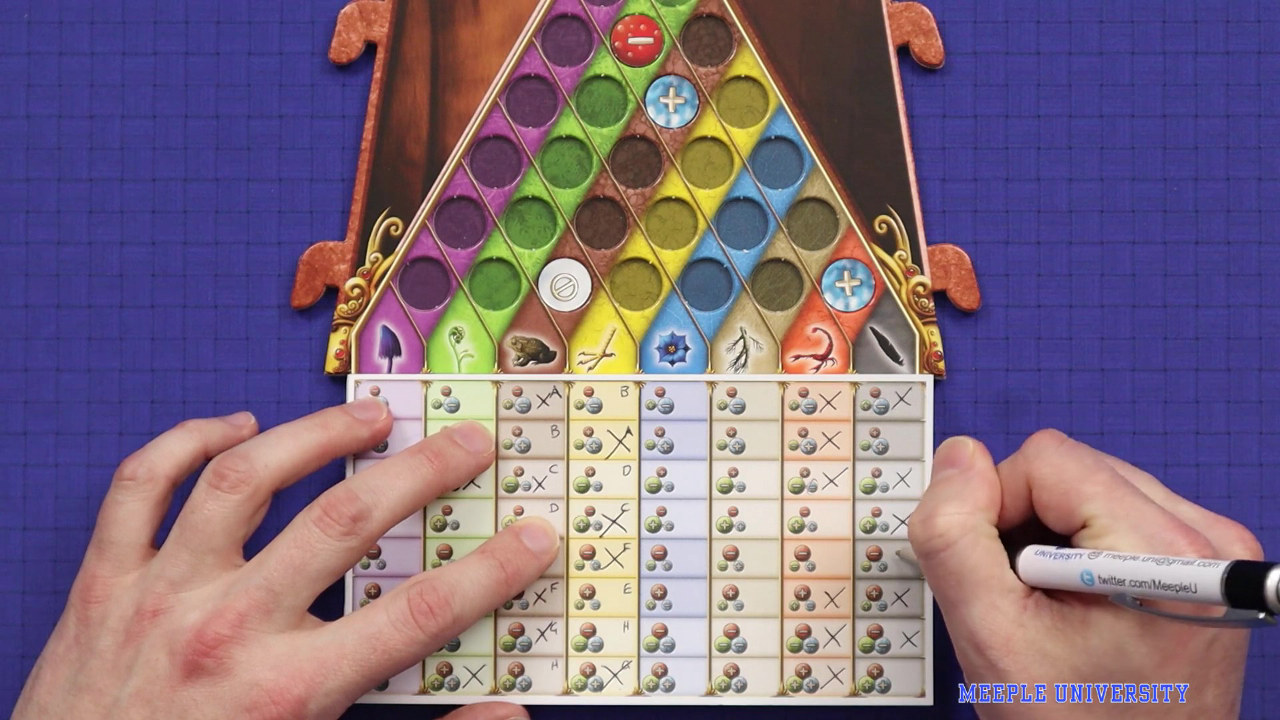 X A B X X
B X A X
X X C D X X
D X C X
X F
X F E X X
X G H X X
X H X G X
UNIVERSITY @ meeple.uni@gmail.com
twitter.com/MeepleU
MEEPLE UNIVERSITY